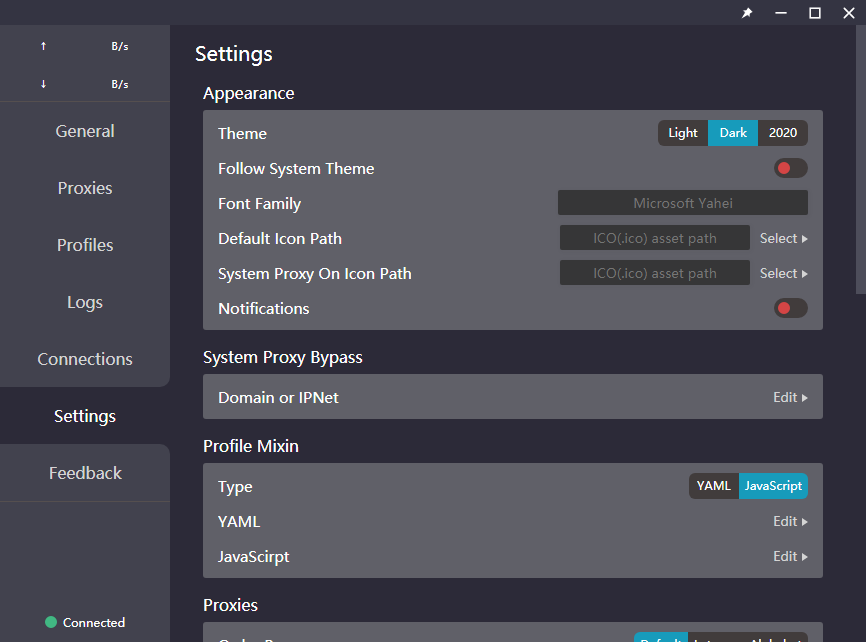 ↑ B/s
↓ B/s
General
Proxies
Profiles
Logs
Connections
Settings
Feedback
Connected
Settings
Appearance
Theme Light Dark 2020
Follow System Theme
Font Family Microsoft Yahei
Default Icon Path ICO(.ico) asset path Select
System Proxy On Icon Path ICO(.ico) asset path Select
Notifications
System Proxy Bypass
Domain or IPNet Edit
Profile Mixin
Type YAML JavaScript
YAML Edit
JavaScirpt Edit
Proxies